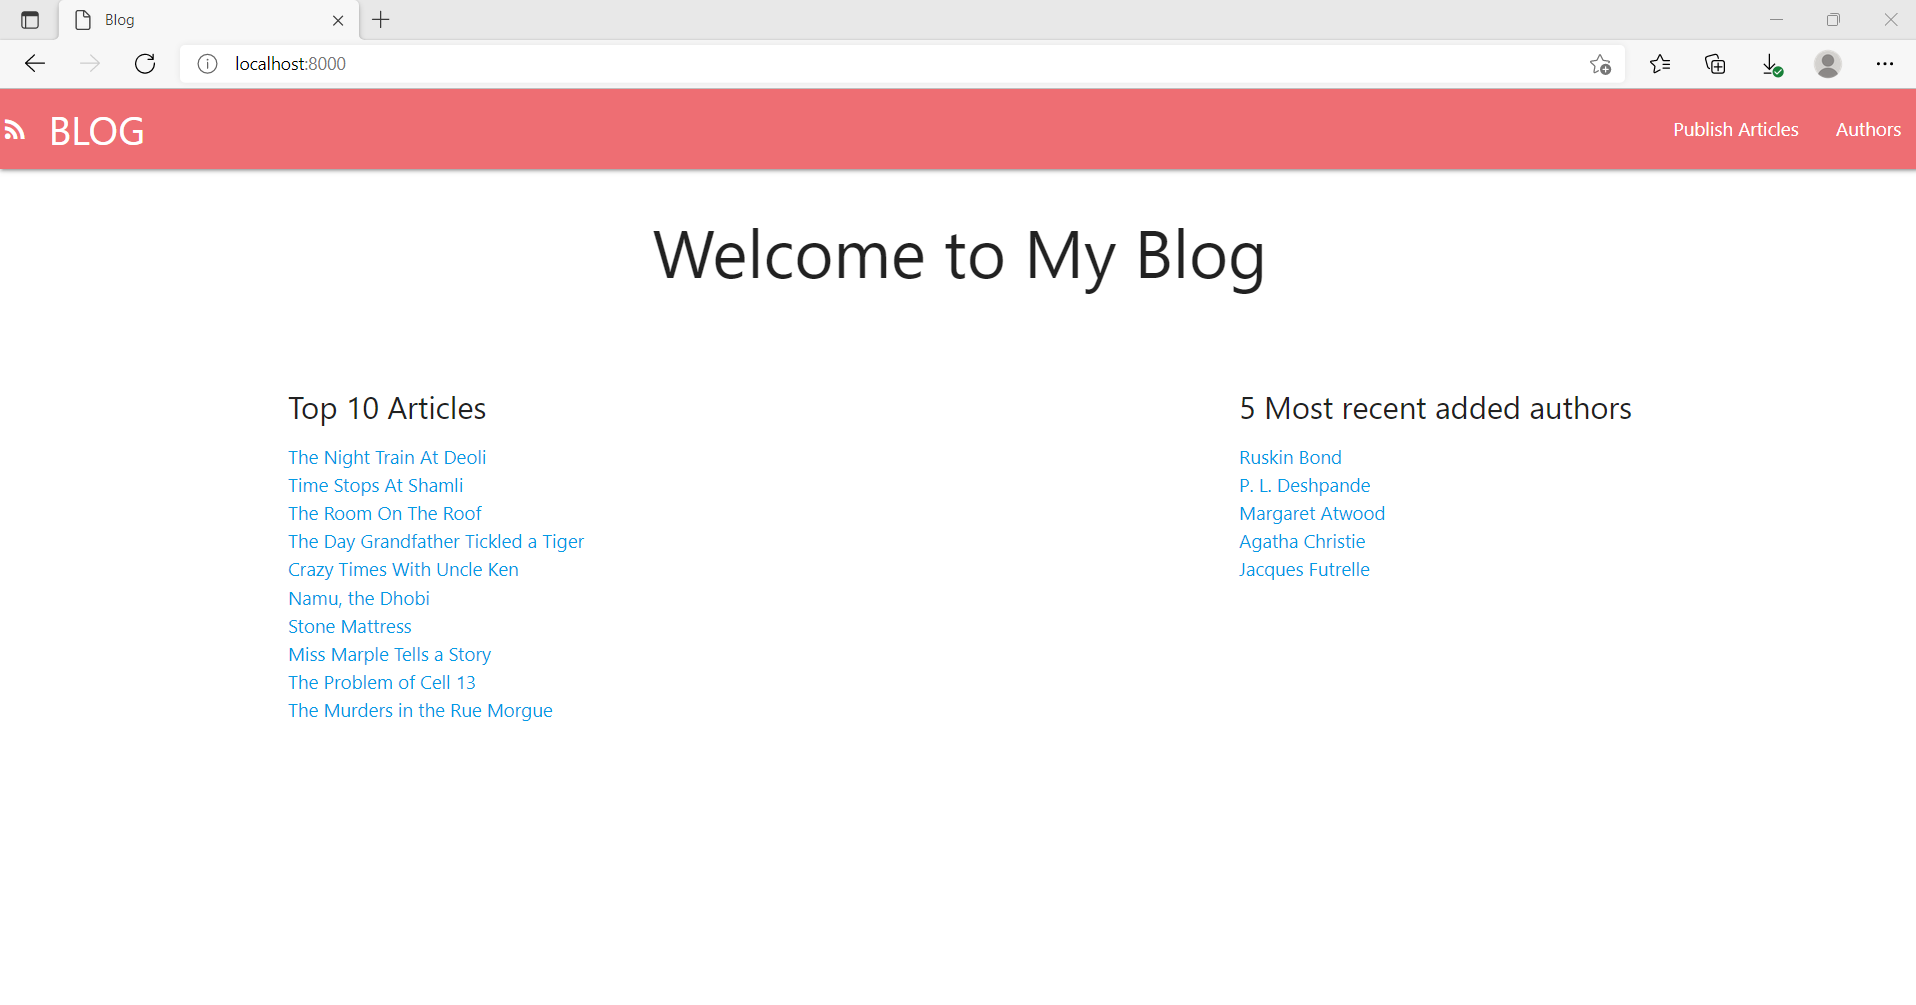 Blog
localhost:8000
BLOG
Publish Articles
Authors
Welcome to My Blog
Top 10 Articles
The Night Train At Deoli
Time Stops At Shamli
The Room On The Roof
The Day Grandfather Tickled a Tiger
Crazy Times With Uncle Ken
Namu, the Dhobi
Stone Mattress
Miss Marple Tells a Story
The Problem of Cell 13
The Murders in the Rue Morgue
5 Most recent added authors
Ruskin Bond
P. L. Deshpande
Margaret Atwood
Agatha Christie
Jacques Futrelle